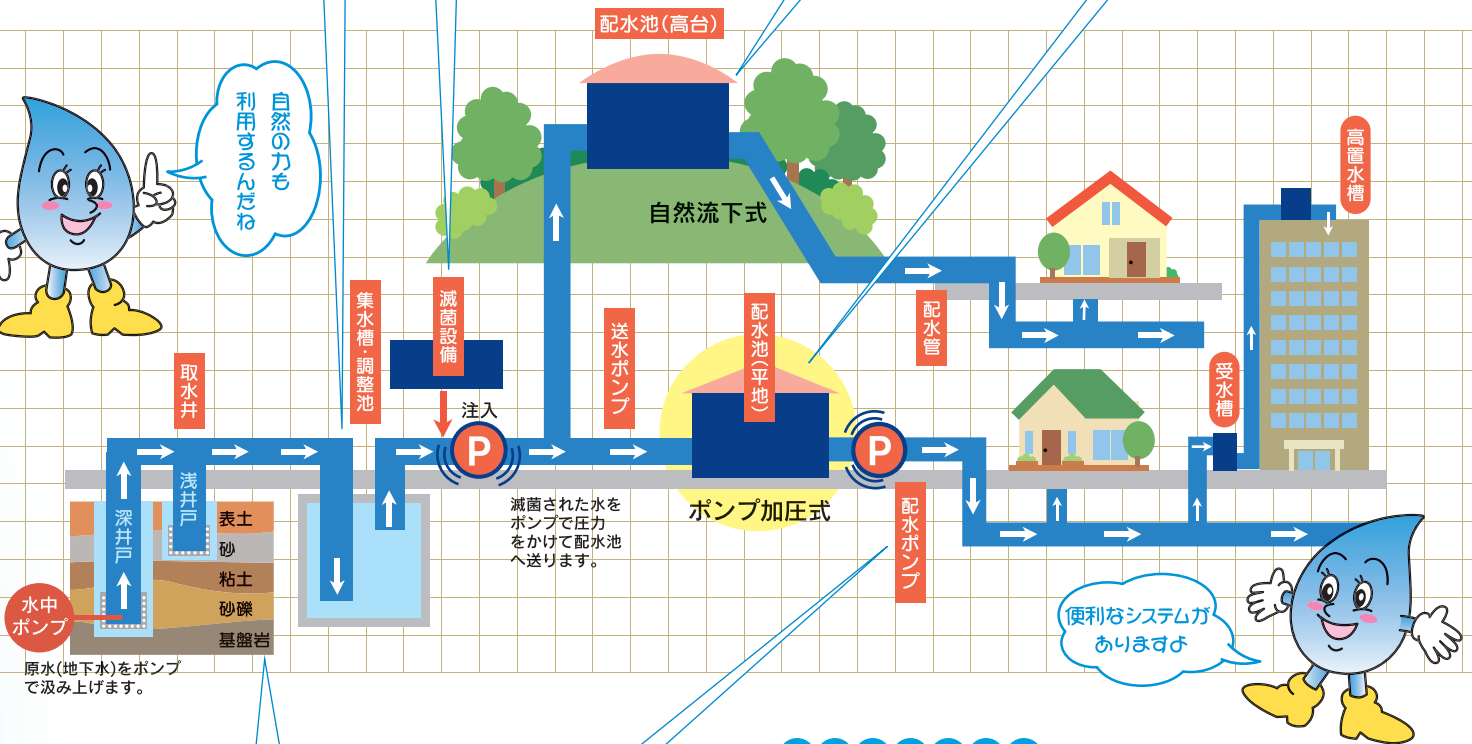 配水池(高台)
自然の力も
利用するんだね
高置水槽
自然流下式
集水槽・調整池
滅菌設備
送水ポンプ
配水池(平地)
配水管
取水井
受水槽
注入
P
P
浅井戸
深井戸
表土
砂
粘土
砂礫
基盤岩
滅菌された水を
ポンプで圧力
をかけて配水池
へ送ります。
ポンプ加圧式
配水ポンプ
水中
ポンプ
原水(地下水)をポンプ
で汲み上げます。
便利なシステムが
ありますよ